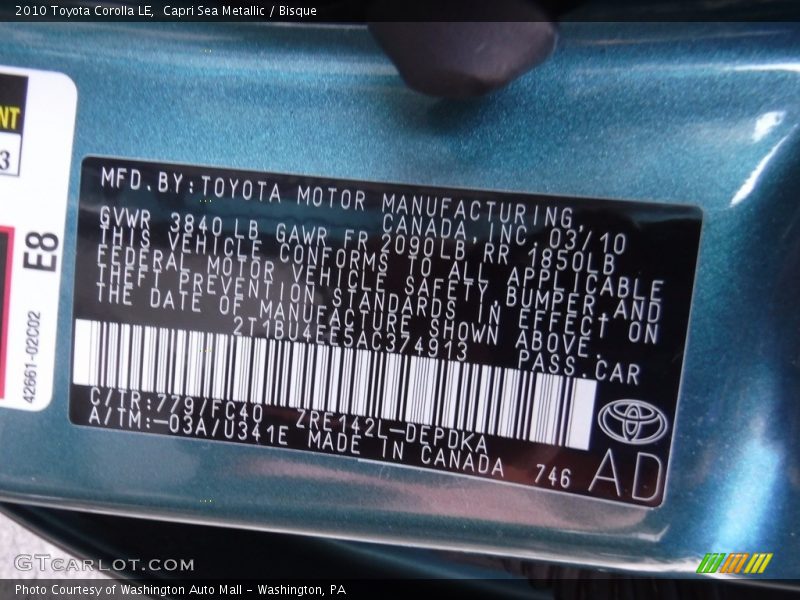 2010 Toyota Corolla LE, Capri Sea Metallic / Bisque
NT
3
E8
42661-02C02
MFD.BY:TOYOTA MOTOR MANUFACTURING,
CANADA,INC. 03/10
GVWR 3840 LB GAWR FR 2090LB RR 1850LB
THIS VEHICLE CONFORMS TO ALL APPLICABLE
FEDERAL MOTOR VEHICLE SAFETY,BUMPER,AND
THEFT PREVENTION STANDARDS IN EFFECT ON
THE DATE OF MANUFACTURE SHOWN ABOVE.
2T1BU4EE5AC374913 PASS.CAR
C/TR:779/FC40 ZRE142L-DEPDKA
A/TM:-03A/U341E MADE IN CANADA 746
AD
GTCARLOT.COM
Photo Courtesy of Washington Auto Mall - Washington, PA